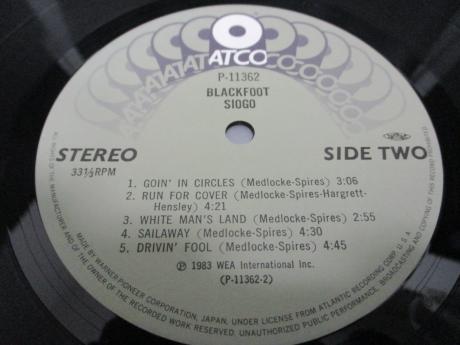 ATCO
P-11362
BLACKFOOT
SIOGO
STEREO
33⅓RPM
SIDE TWO
1. GOIN' IN CIRCLES (Medlocke-Spires) 3:06
2. RUN FOR COVER (Medlocke-Spires-Hargrett-
Hensley) 4:21
3. WHITE MAN'S LAND (Medlocke-Spires) 2:55
4. SAILAWAY (Medlocke-Spires) 4:30
5. DRIVIN' FOOL (Medlocke-Spires) 4:45
Ⓟ 1983 WEA International Inc.
(P-11362-2)
MADE BY WARNER-PIONEER CORPORATION, JAPAN, UNDER LICENSE FROM ATLANTIC RECORDING CORP. U.S.A.
ALL RIGHTS OF THE MANUFACTURER AND OF THE OWNER OF THE RECORDED WORK RESERVED. UNAUTHORIZED PUBLIC PERFORMANCE, BROADCASTING AND COPYING OF THIS RECORD PROHIBITED.